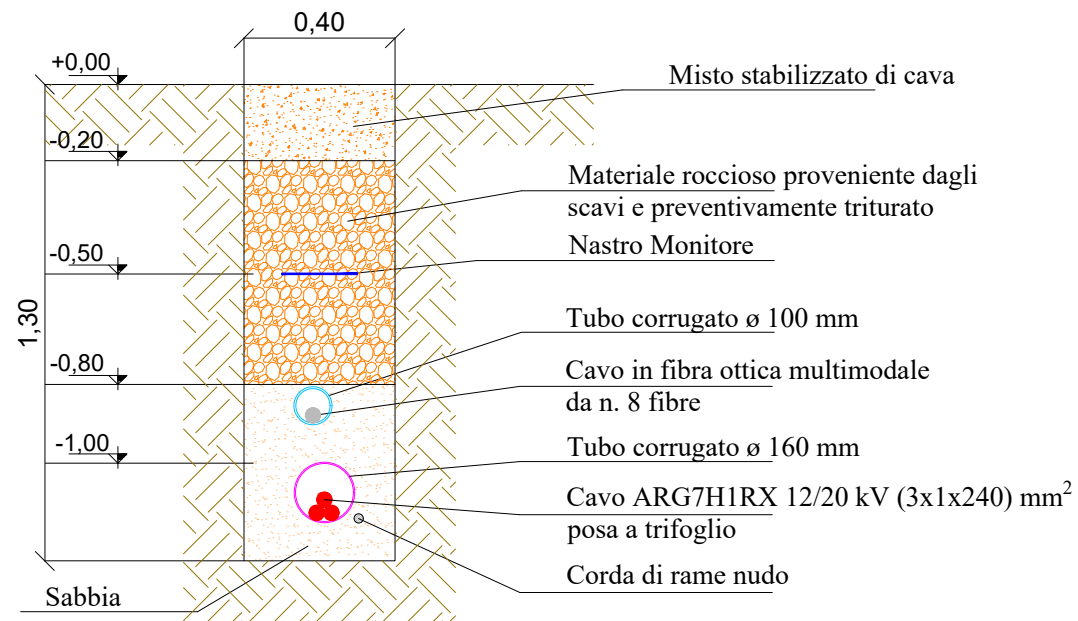 0,40
+0,00
Misto stabilizzato di cava
-0,20
Materiale roccioso proveniente dagli
scavi e preventivamente triturato
Nastro Monitore
-0,50
1,30
Tubo corrugato ø 100 mm
-0,80
Cavo in fibra ottica multimodale
da n. 8 fibre
-1,00
Tubo corrugato ø 160 mm
Cavo ARG7H1RX 12/20 kV (3x1x240) mm²
posa a trifoglio
Corda di rame nudo
Sabbia